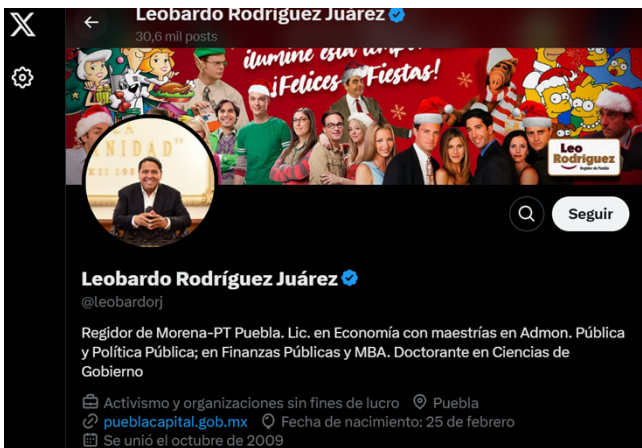 Leobardo Rodríguez Juárez
30,6 mil posts
ilumine esta
¡Felices Fiestas!
NIDAD"
Leo
Rodríguez
Regidor de Puebla
Seguir
Leobardo Rodríguez Juárez
@leobardorj
Regidor de Morena-PT Puebla. Lic. en Economía con maestrías en Admon. Pública
y Política Pública; en Finanzas Públicas y MBA. Doctorante en Ciencias de
Gobierno
Activismo y organizaciones sin fines de lucro Puebla
pueblacapital.gob.mx Fecha de nacimiento: 25 de febrero
Se unió el octubre de 2009